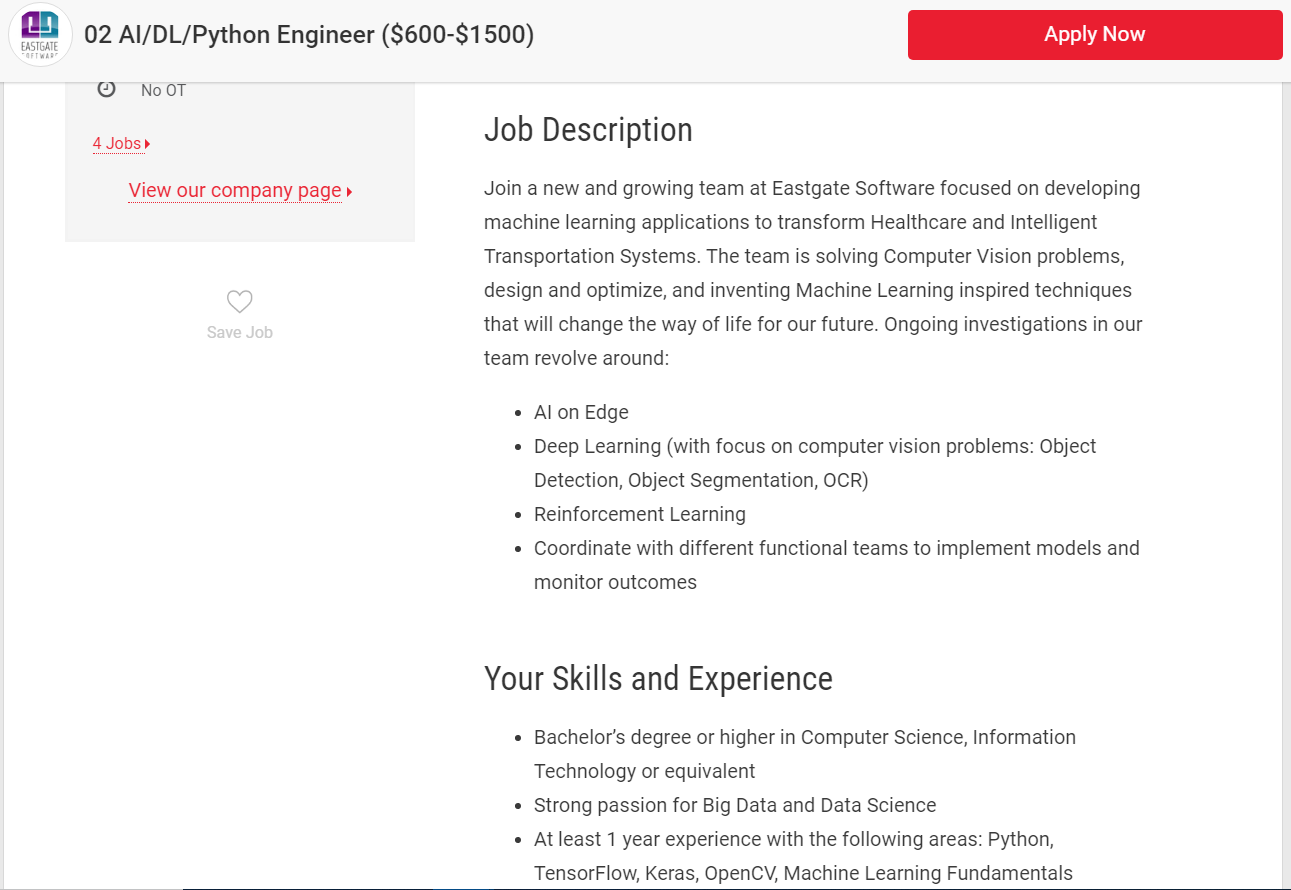 EASTGATE
SOFTWARE
02 AI/DL/Python Engineer ($600-$1500)
Apply Now
No OT
4 Jobs
View our company page
Save Job
Job Description
Join a new and growing team at Eastgate Software focused on developing
machine learning applications to transform Healthcare and Intelligent
Transportation Systems. The team is solving Computer Vision problems,
design and optimize, and inventing Machine Learning inspired techniques
that will change the way of life for our future. Ongoing investigations in our
team revolve around:
• AI on Edge
• Deep Learning (with focus on computer vision problems: Object
Detection, Object Segmentation, OCR)
• Reinforcement Learning
• Coordinate with different functional teams to implement models and
monitor outcomes
Your Skills and Experience
• Bachelor’s degree or higher in Computer Science, Information
Technology or equivalent
• Strong passion for Big Data and Data Science
• At least 1 year experience with the following areas: Python,
TensorFlow, Keras, OpenCV, Machine Learning Fundamentals